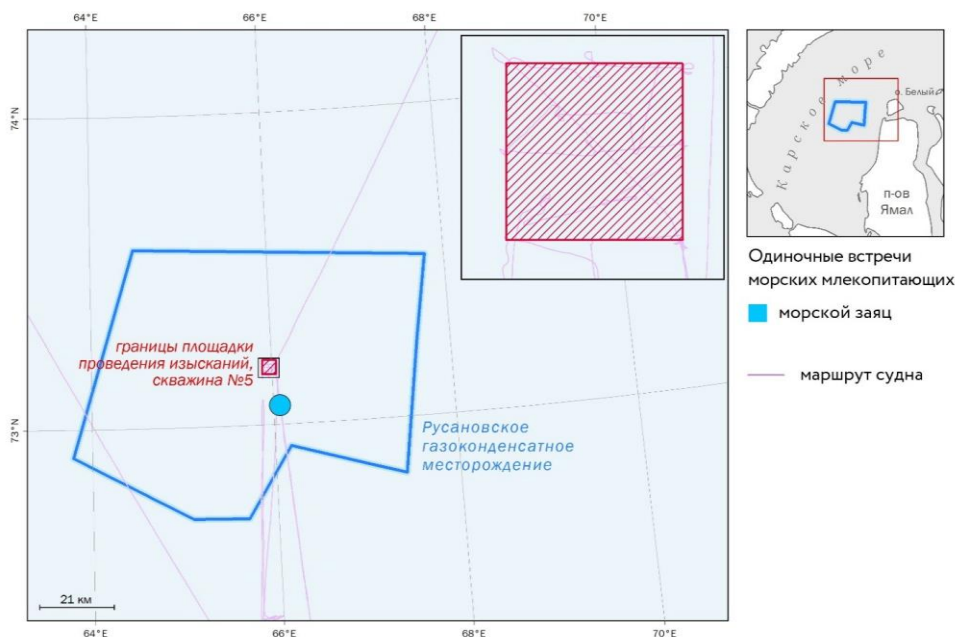 64°E
66°E
68°E
70°E
74°N
73°N
границы площадки
проведения изысканий,
скважина №5
Русановское
газоконденсатное
месторождение
21 км
64°E
66°E
68°E
70°E
Карское море
о. Белый
п-ов
Ямал
Одиночные встречи
морских млекопитающих
морской заяц
маршрут судна